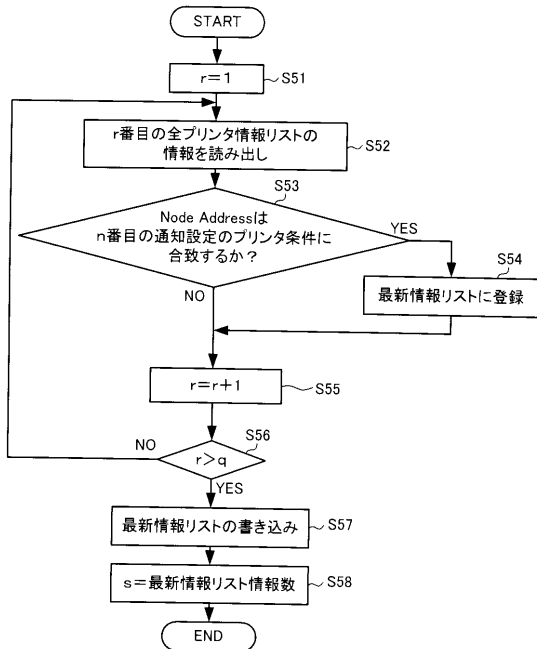 START
r=1
S51
r番目の全プリンタ情報リストの
情報を読み出し
S52
S53
Node Addressは
n番目の通知設定のプリンタ条件に
合致するか？
YES
S54
最新情報リストに登録
NO
r=r+1
S55
S56
NO
r>q
YES
最新情報リストの書き込み
S57
s=最新情報リスト情報数
S58
END